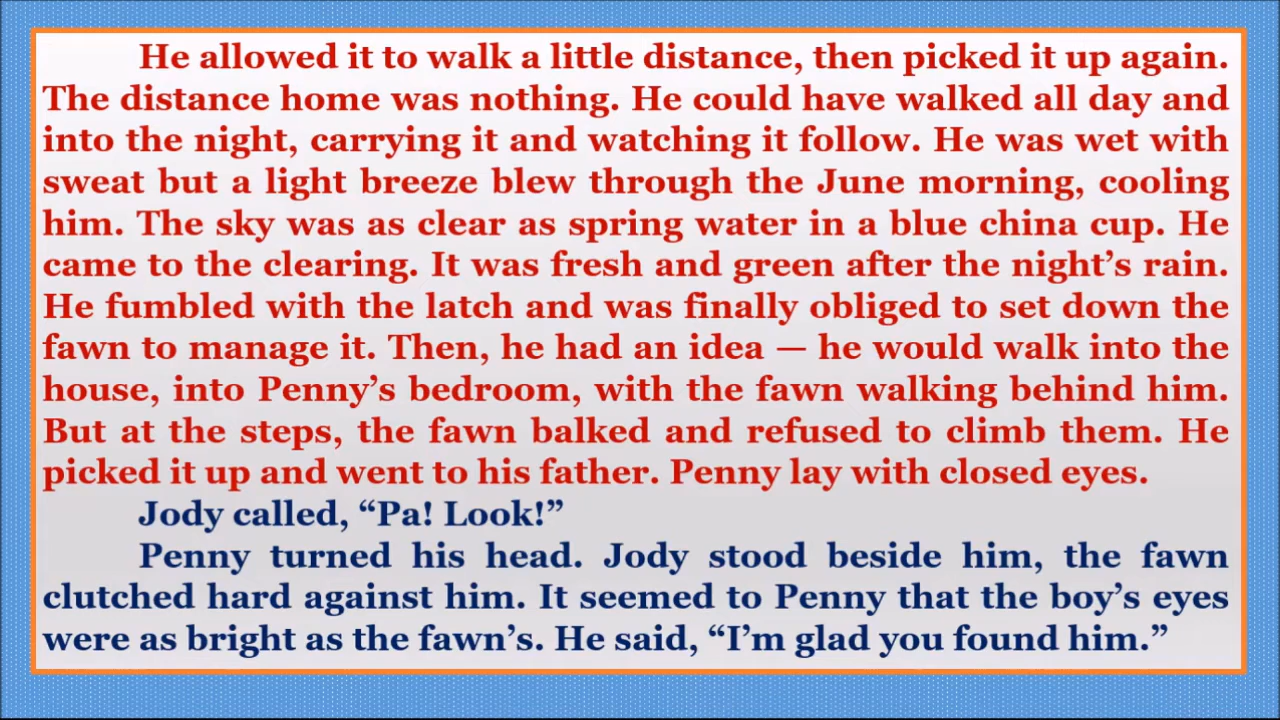 He allowed it to walk a little distance, then picked it up again.
The distance home was nothing. He could have walked all day and
into the night, carrying it and watching it follow. He was wet with
sweat but a light breeze blew through the June morning, cooling
him. The sky was as clear as spring water in a blue china cup. He
came to the clearing. It was fresh and green after the night’s rain.
He fumbled with the latch and was finally obliged to set down the
fawn to manage it. Then, he had an idea — he would walk into the
house, into Penny’s bedroom, with the fawn walking behind him.
But at the steps, the fawn balked and refused to climb them. He
picked it up and went to his father. Penny lay with closed eyes.
Jody called, “Pa! Look!”
Penny turned his head. Jody stood beside him, the fawn
clutched hard against him. It seemed to Penny that the boy’s eyes
were as bright as the fawn’s. He said, “I’m glad you found him.”